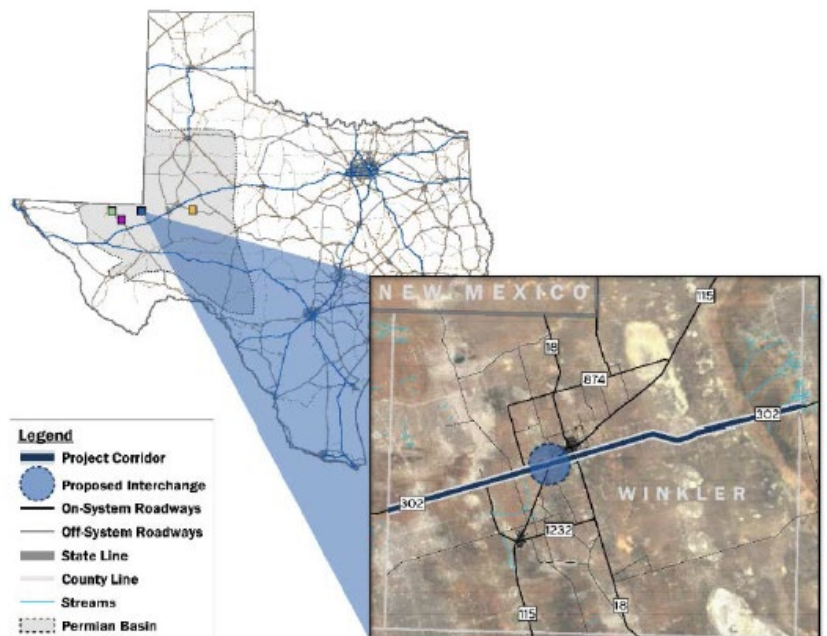 NEW MEXICO
115
18
874
302
302
WINKLER
1232
115
18
Legend
Project Corridor
Proposed Interchange
On-System Roadways
Off-System Roadways
State Line
County Line
Streams
Permian Basin